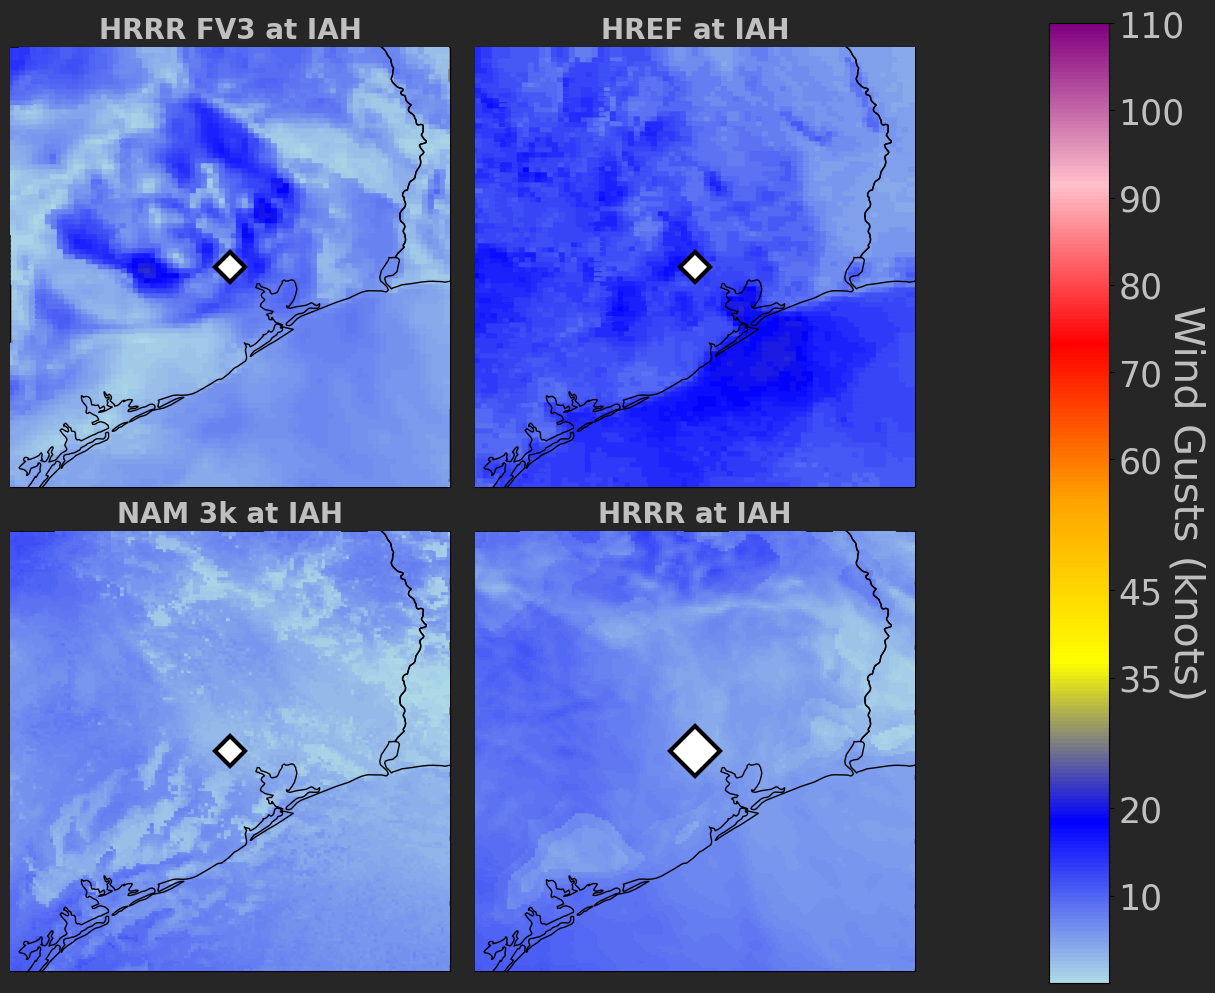 HRRR FV3 at IAH
HREF at IAH
NAM 3k at IAH
HRRR at IAH
110
100
90
80
70
60
45
35
20
10
Wind Gusts (knots)